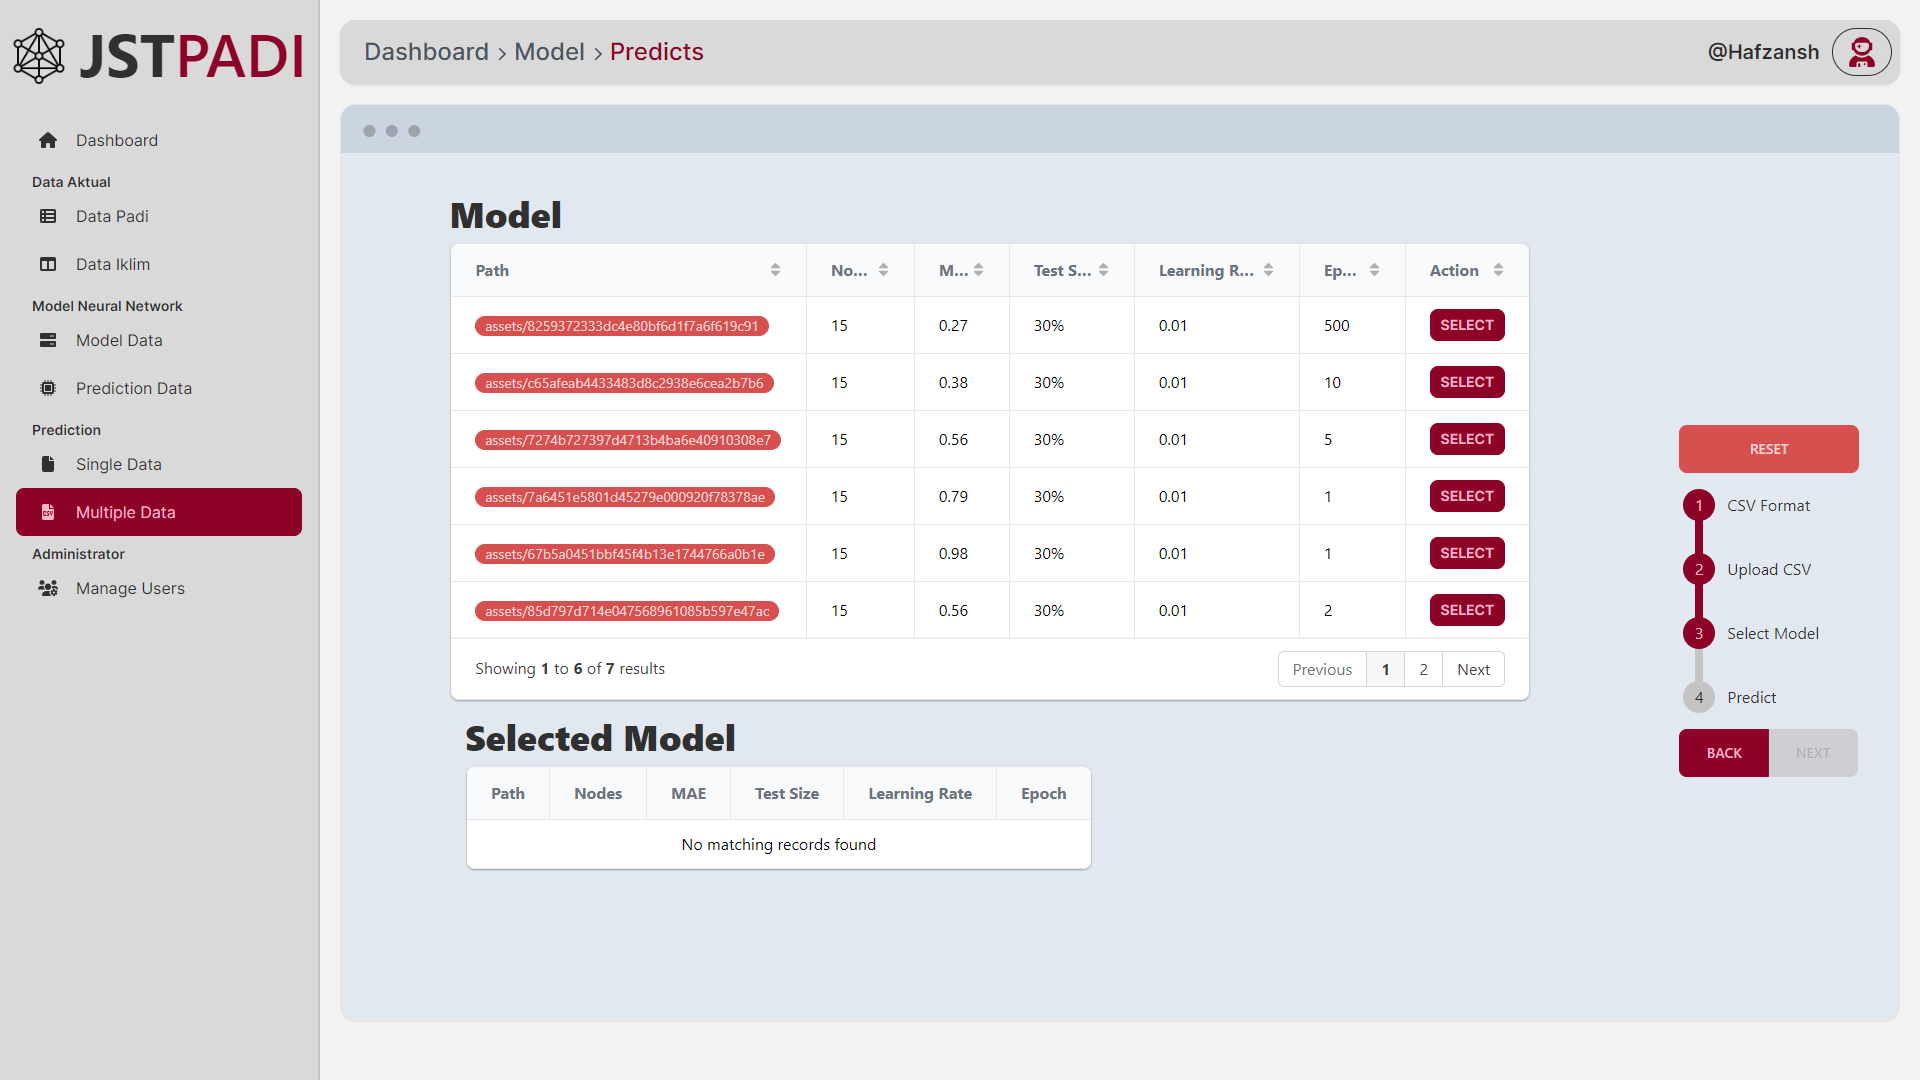 JSTPADI
Dashboard
Data Aktual
Data Padi
Data Iklim
Model Neural Network
Model Data
Prediction Data
Prediction
Single Data
Multiple Data
Administrator
Manage Users
Dashboard > Model > Predicts
@Hafzansh
Model
Path No... M... Test S... Learning R... Ep... Action
assets/8259372333dc4e80bf6d1f7a6f619c91 15 0.27 30% 0.01 500 SELECT
assets/c65afeab4433483d8c2938e6cea2b7b6 15 0.38 30% 0.01 10 SELECT
assets/7274b727397d4713b4ba6e40910308e7 15 0.56 30% 0.01 5 SELECT
assets/7a6451e5801d45279e000920f78378ae 15 0.79 30% 0.01 1 SELECT
assets/67b5a0451bbf45f4b13e1744766a0b1e 15 0.98 30% 0.01 1 SELECT
assets/85d797d714e047568961085b597e47ac 15 0.56 30% 0.01 2 SELECT
Showing 1 to 6 of 7 results Previous 1 2 Next
Selected Model
Path Nodes MAE Test Size Learning Rate Epoch
No matching records found
RESET
1 CSV Format
2 Upload CSV
3 Select Model
4 Predict
BACK NEXT